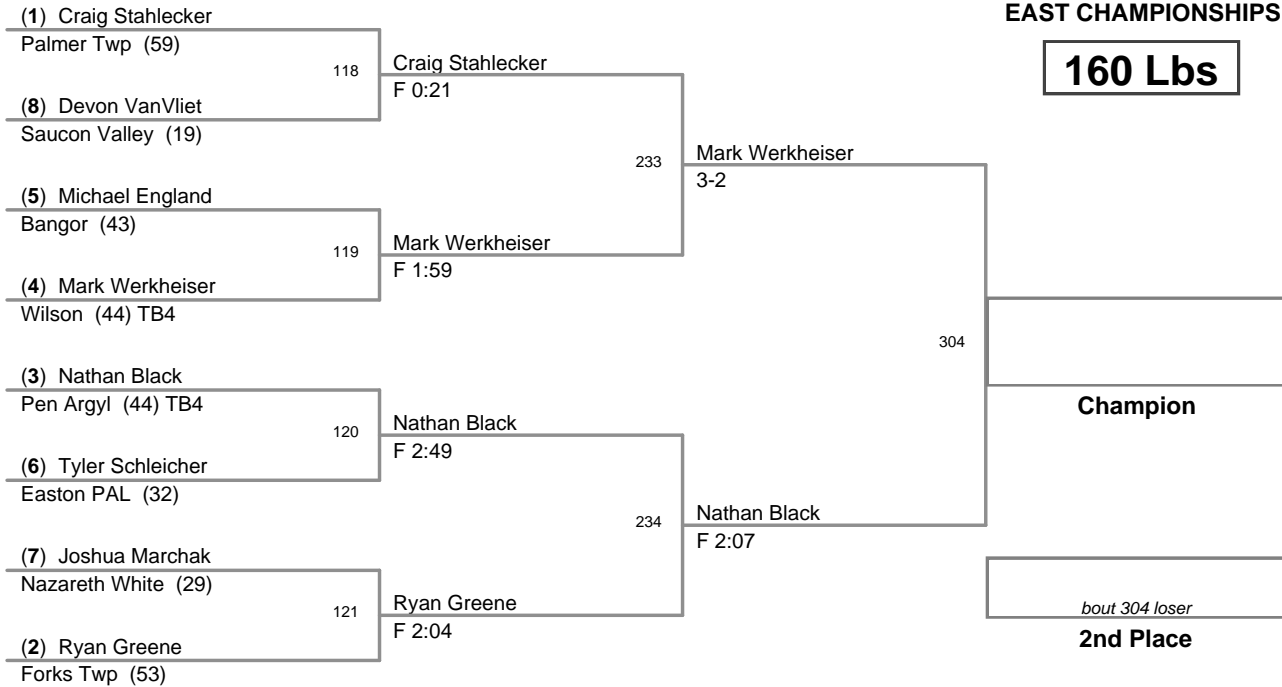 EAST CHAMPIONSHIPS
160 Lbs
(1) Craig Stahlecker
Palmer Twp (59)
118
(8) Devon VanVliet
Saucon Valley (19)
(5) Michael England
Bangor (43)
119
(4) Mark Werkheiser
Wilson (44) TB4
(3) Nathan Black
Pen Argyl (44) TB4
120
(6) Tyler Schleicher
Easton PAL (32)
(7) Joshua Marchak
Nazareth White (29)
121
(2) Ryan Greene
Forks Twp (53)
Craig Stahlecker
F 0:21
233
Mark Werkheiser
F 1:59
Nathan Black
F 2:49
234
Ryan Greene
F 2:04
Mark Werkheiser
3-2
304
Nathan Black
F 2:07
Champion
bout 304 loser
2nd Place